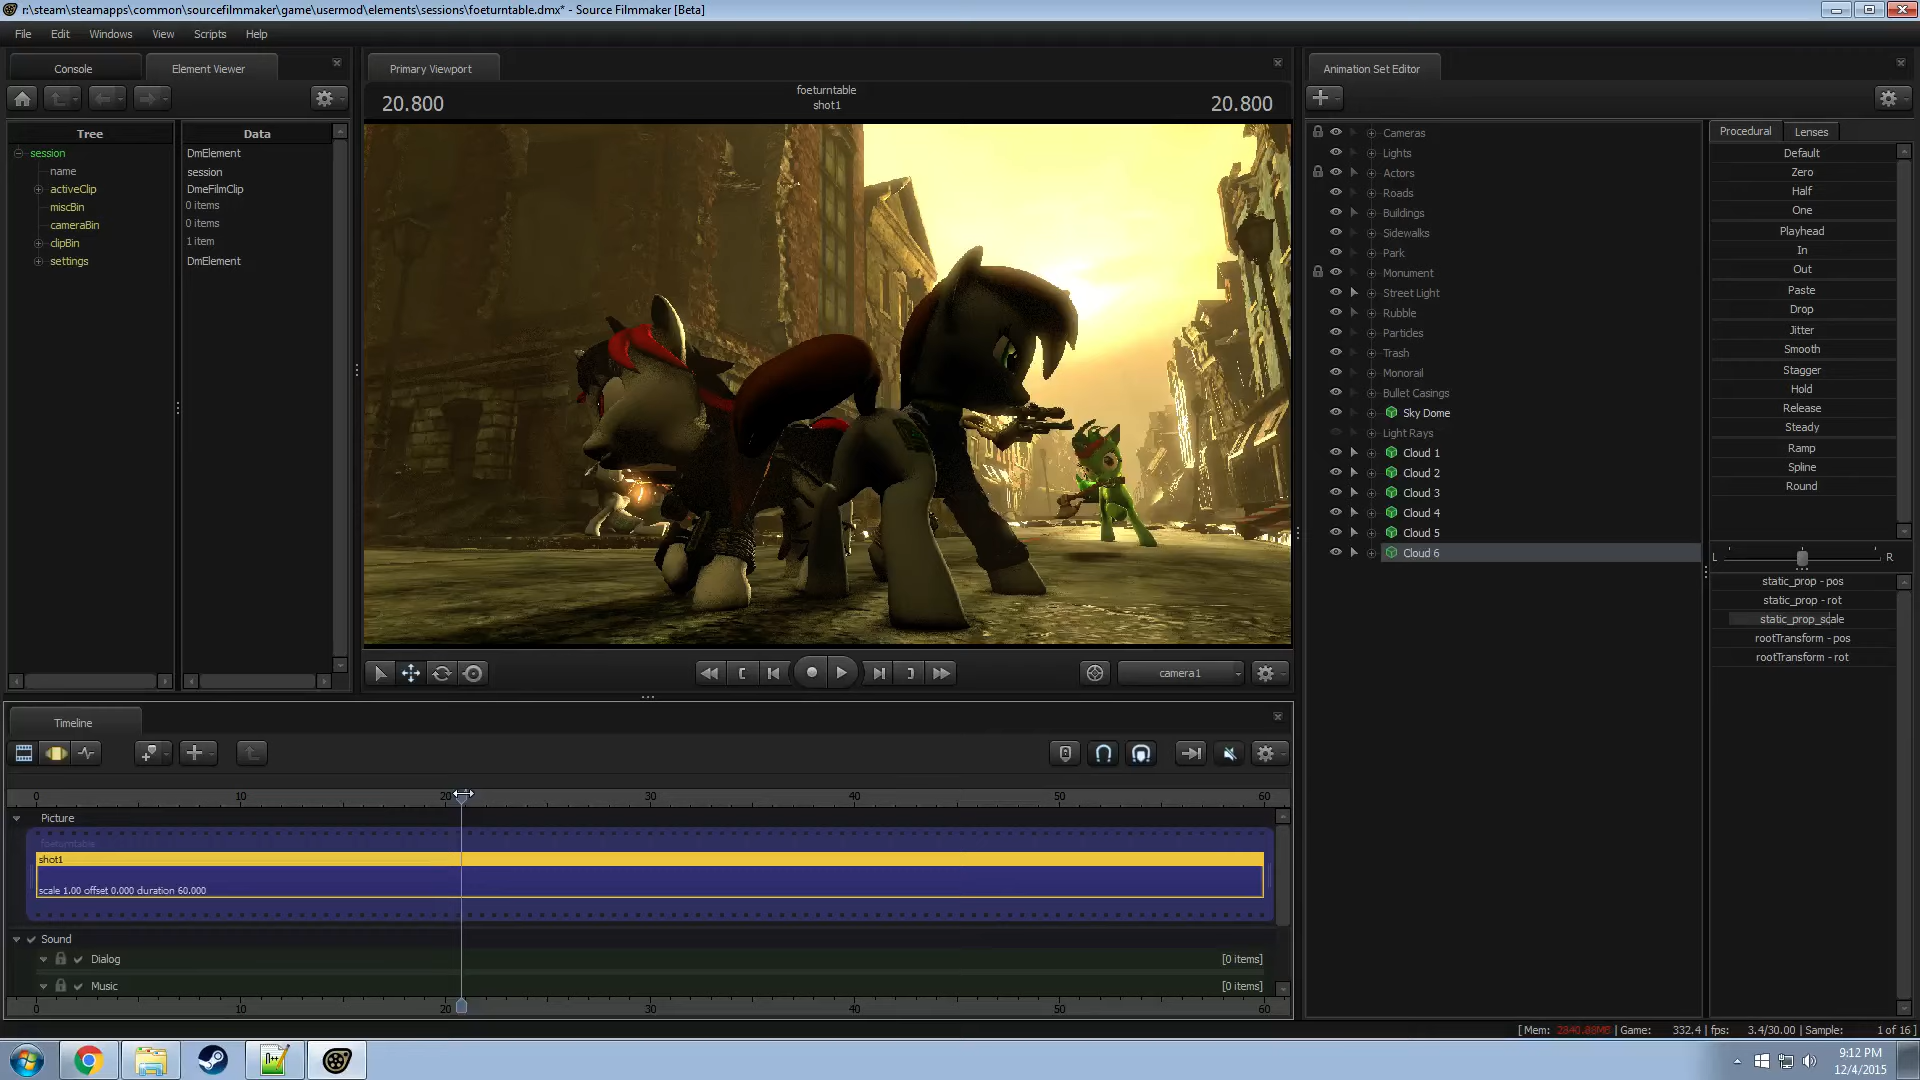 r:\steam\steamapps\common\sourcefilmmaker\game\usermod\elements\sessions\foeturntable.dmx* - Source Filmmaker [Beta]
File Edit Windows View Scripts Help
Console Element Viewer
Tree Data
session DmElement
name session
activeClip DmeFilmClip
miscBin 0 items
cameraBin 0 items
clipBin 1 item
settings DmElement
Primary Viewport
foeturntable
20.800 shot1 20.800
camera1
Animation Set Editor
Cameras
Lights
Actors
Roads
Buildings
Sidewalks
Park
Monument
Street Light
Rubble
Particles
Trash
Monorail
Bullet Casings
Sky Dome
Light Rays
Cloud 1
Cloud 2
Cloud 3
Cloud 4
Cloud 5
Cloud 6
Procedural Lenses
Default
Zero
Half
One
Playhead
In
Out
Paste
Drop
Jitter
Smooth
Stagger
Hold
Release
Steady
Ramp
Spline
Round
L R
static_prop - pos
static_prop - rot
static_prop_scale
rootTransform - pos
rootTransform - rot
Timeline
0 10 20 30 40 50 60
Picture
foeturntable
shot1
scale 1.00 offset 0.000 duration 60.000
Sound
Dialog [0 items]
Music [0 items]
0 10 20 30 40 50 60
[ Mem: 2840.88MB | Game: 332.4 | fps: 3.4/30.00 | Sample: 1 of 16 ]
n++
9:12 PM
12/4/2015